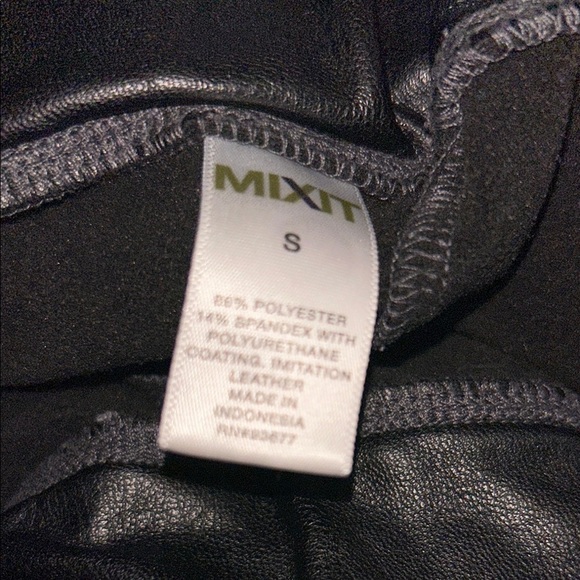 MIXIT
S
86% POLYESTER
14% SPANDEX WITH
POLYURETHANE
COATING. IMITATION
LEATHER
MADE IN
INDONESIA
RN#93677